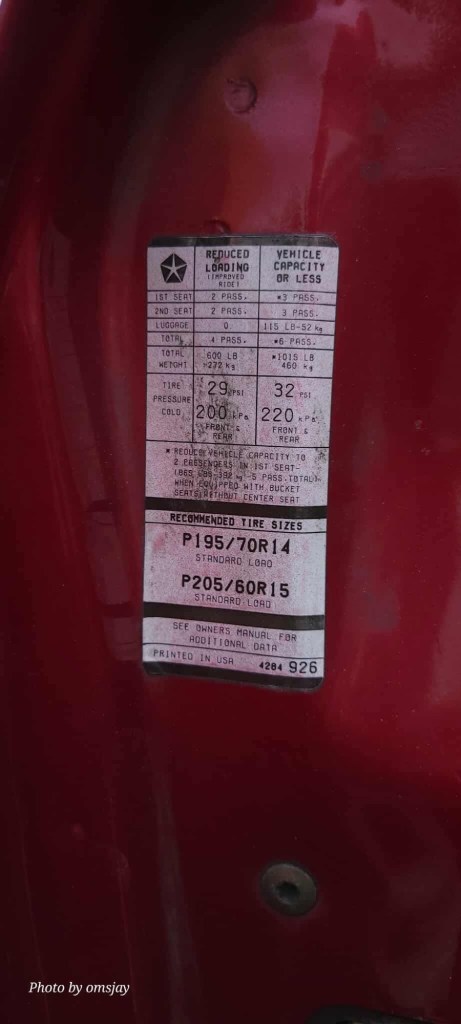 REDUCED LOADING (IMPROVED RIDE) VEHICLE CAPACITY OR LESS
1ST SEAT 2 PASS. *3 PASS.
2ND SEAT 2 PASS. 3 PASS.
LUGGAGE 0 115 LB-52 kg
TOTAL 4 PASS. *6 PASS.
TOTAL WEIGHT 600 LB 272 kg *1015 LB 460 kg
TIRE PRESSURE COLD 29 PSI 200 kPa FRONT & REAR 32 PSI 220 kPa FRONT & REAR
* REDUCE VEHICLE CAPACITY TO
2 PASSENGERS IN 1ST SEAT-
(865 LBS-392 kg-5 PASS.TOTAL)
WHEN EQUIPPED WITH BUCKET
SEATS WITHOUT CENTER SEAT
RECOMMENDED TIRE SIZES
P195/70R14
STANDARD LOAD
P205/60R15
STANDARD LOAD
SEE OWNERS MANUAL FOR
ADDITIONAL DATA
PRINTED IN USA 4284 926
Photo by omsjay